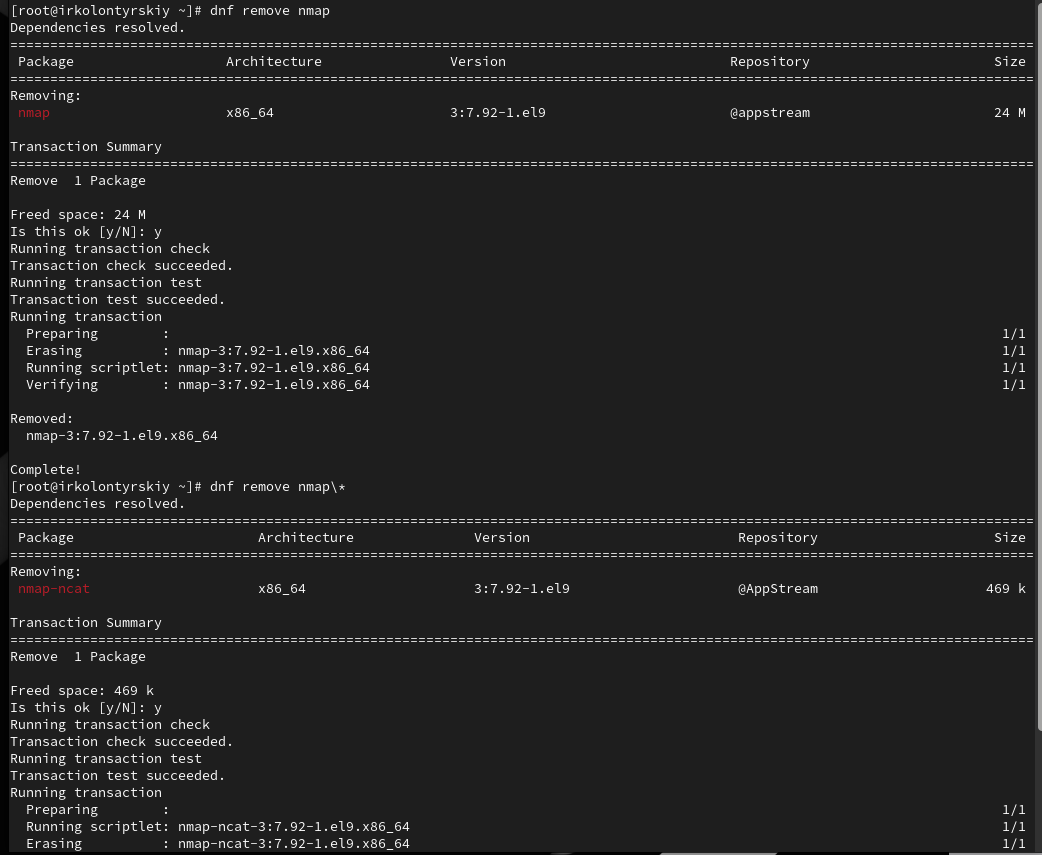 [root@irkolontyrskiy ~]# dnf remove nmap
Dependencies resolved.
================================================================================================================================
Package Architecture Version Repository Size
================================================================================================================================
Removing:
nmap x86_64 3:7.92-1.el9 @appstream 24 M
Transaction Summary
================================================================================================================================
Remove  1 Package
Freed space: 24 M
Is this ok [y/N]: y
Running transaction check
Transaction check succeeded.
Running transaction test
Transaction test succeeded.
Running transaction
Preparing : 1/1
Erasing : nmap-3:7.92-1.el9.x86_64 1/1
Running scriptlet: nmap-3:7.92-1.el9.x86_64 1/1
Verifying : nmap-3:7.92-1.el9.x86_64 1/1
Removed:
nmap-3:7.92-1.el9.x86_64
Complete!
[root@irkolontyrskiy ~]# dnf remove nmap\*
Dependencies resolved.
================================================================================================================================
Package Architecture Version Repository Size
================================================================================================================================
Removing:
nmap-ncat x86_64 3:7.92-1.el9 @AppStream 469 k
Transaction Summary
================================================================================================================================
Remove  1 Package
Freed space: 469 k
Is this ok [y/N]: y
Running transaction check
Transaction check succeeded.
Running transaction test
Transaction test succeeded.
Running transaction
Preparing : 1/1
Running scriptlet: nmap-ncat-3:7.92-1.el9.x86_64 1/1
Erasing : nmap-ncat-3:7.92-1.el9.x86_64 1/1